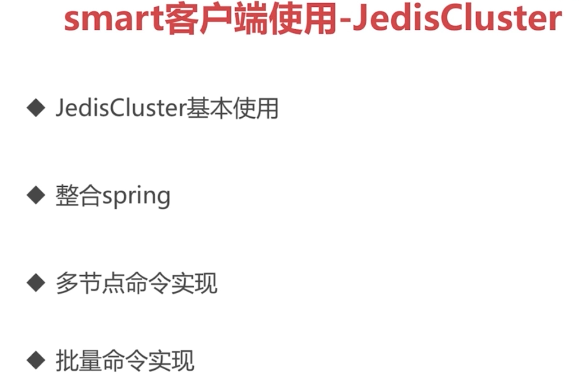 smart客户端使用-JedisCluster
◆ JedisCluster基本使用
◆ 整合spring
◆ 多节点命令实现
◆ 批量命令实现